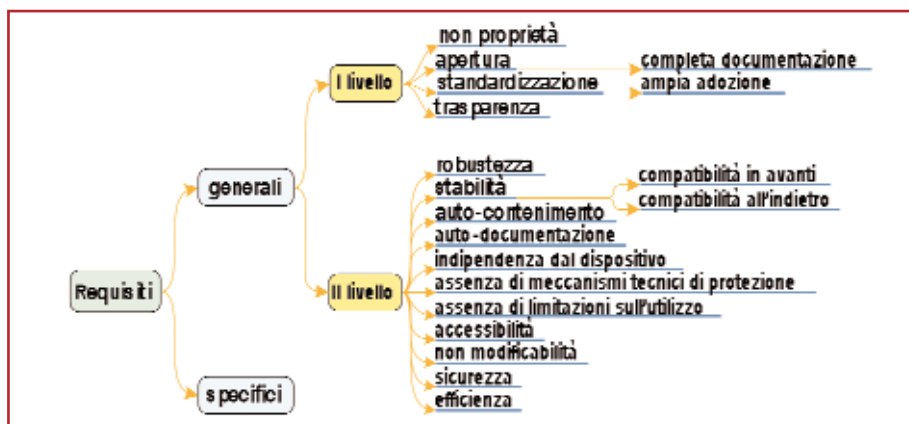 non proprietà
apertura
completa documentazione
I livello
standardizzazione
ampia adozione
trasparenza
robustezza
compatibilità in avanti
generali
stabilità
compatibilità all'indietro
auto-contenimento
auto-documentazione
indipendenza dal dispositivo
Requisiti
II livello
assenza di meccanismi tecnici di protezione
assenza di limitazioni sull'utilizzo
accessibilità
non modificabilità
specifici
sicurezza
efficienza